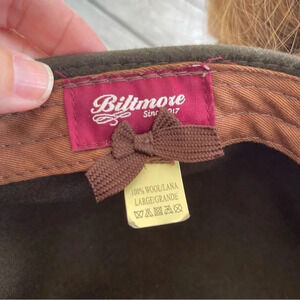 Biltmore
Since 1917
100% WOOL/LANA
LARGE/GRANDE